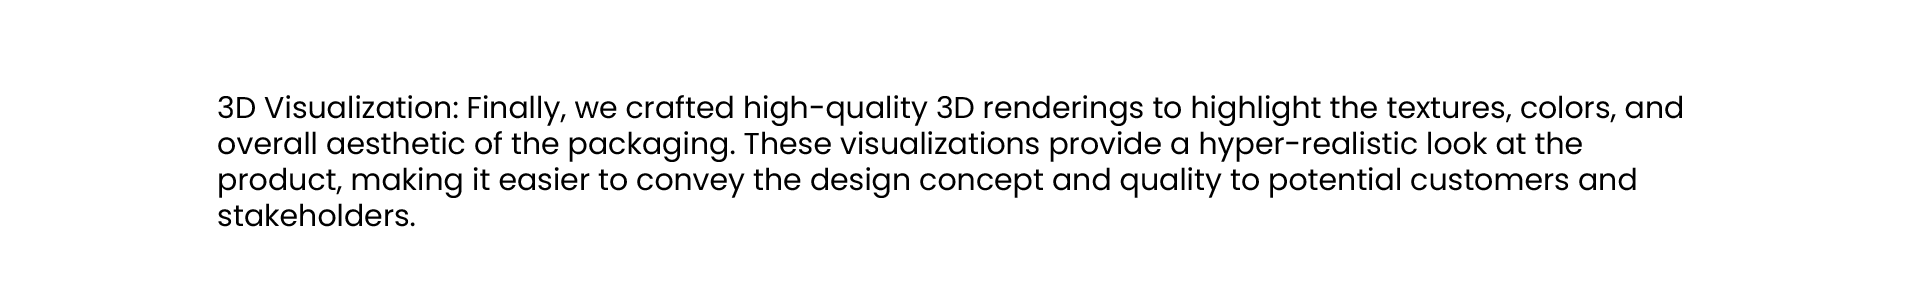 3D Visualization: Finally, we crafted high-quality 3D renderings to highlight the textures, colors, and
overall aesthetic of the packaging. These visualizations provide a hyper-realistic look at the
product, making it easier to convey the design concept and quality to potential customers and
stakeholders.